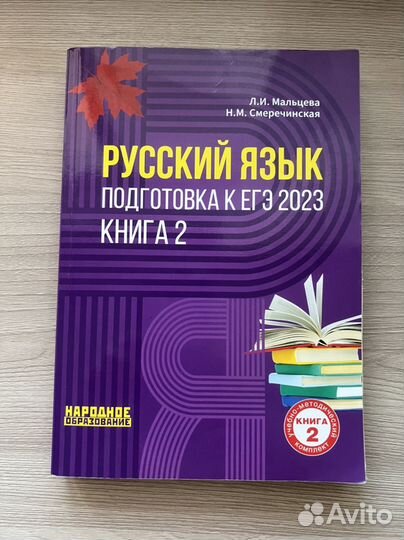 Л.И. Мальцева
Н.М. Смеречинская
РУССКИЙ ЯЗЫК
ПОДГОТОВКА К ЕГЭ 2023
КНИГА 2
НАРОДНОЕ
ОБРАЗОВАНИЕ
учебно-методический
КНИГА
2
комплект
Avito